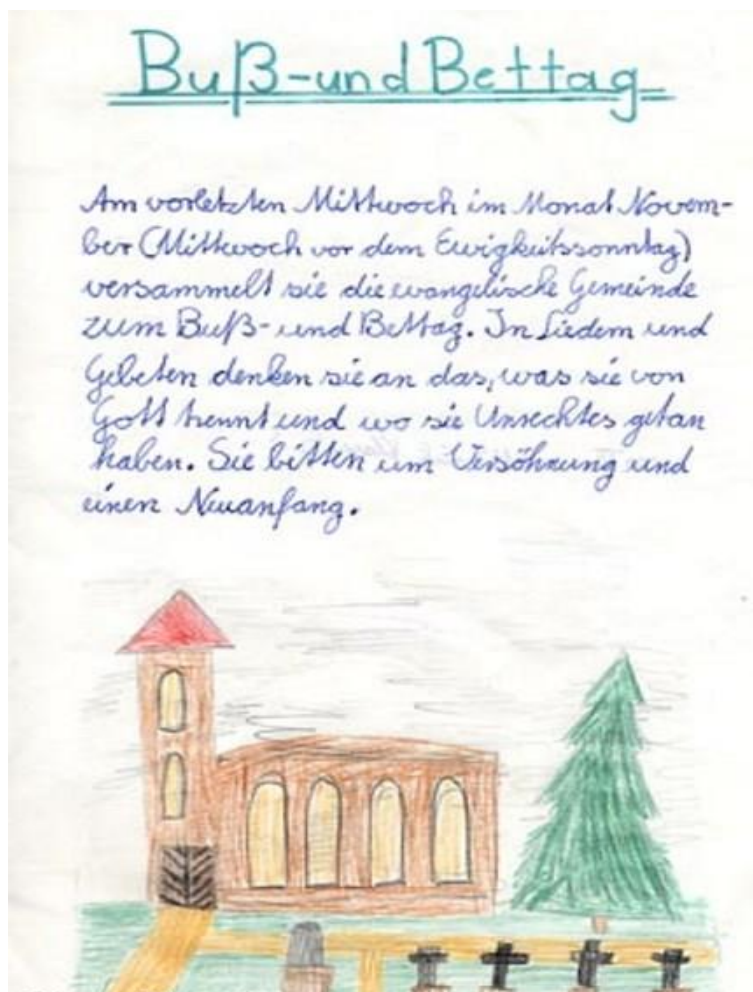 Buß-und Bettag
Am vorletzten Mittwoch im Monat Novem-
ber (Mittwoch vor dem Ewigkeitssonntag)
versammelt sie die evangelische Gemeinde
zum Buß- und Bettag. In Liedern und
Gebeten denken sie an das, was sie von
Gott trennt und wo sie Unrechtes getan
haben. Sie bitten um Versöhnung und
einen Neuanfang.